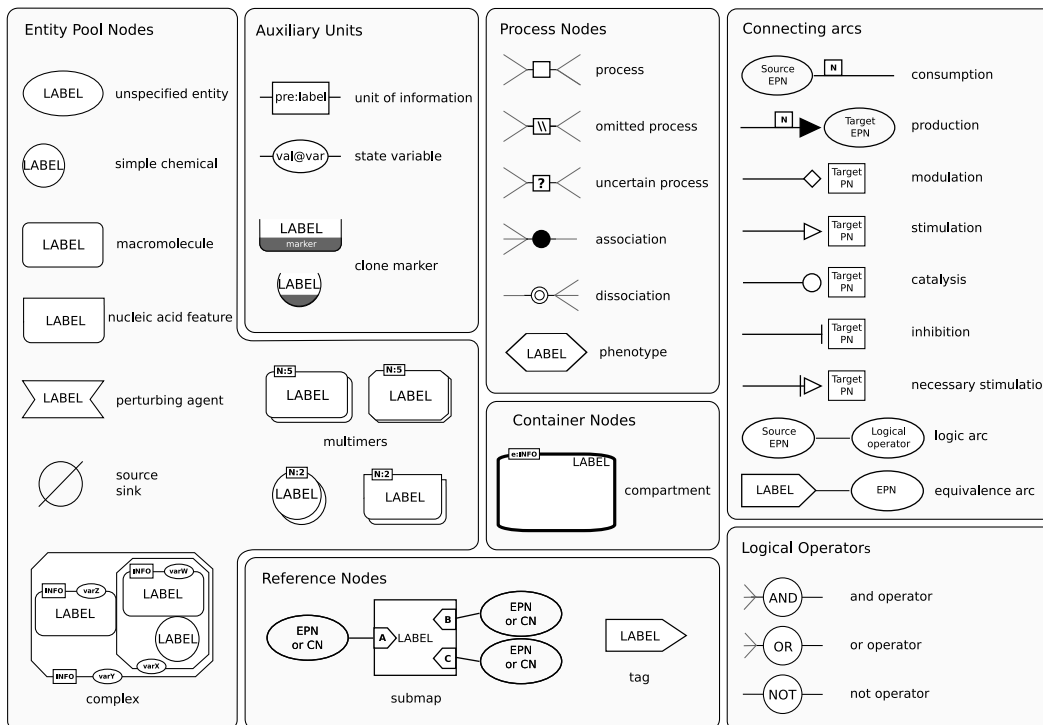 Entity Pool Nodes
LABEL
unspecified entity
LABEL
simple chemical
LABEL
macromolecule
LABEL
nucleic acid feature
LABEL
perturbing agent
source
sink
INFO
varZ
LABEL
INFO
varW
LABEL
LABEL
varX
INFO
varY
complex
Auxiliary Units
pre:label
unit of information
val@var
state variable
LABEL
marker
LABEL
clone marker
N:5
LABEL
N:5
LABEL
multimers
N:2
LABEL
N:2
LABEL
Process Nodes
process
\\
omitted process
?
uncertain process
association
dissociation
LABEL
phenotype
Container Nodes
e:INFO
LABEL
compartment
Reference Nodes
EPN
or CN
A
LABEL
B
C
EPN
or CN
EPN
or CN
submap
LABEL
tag
Connecting arcs
Source
EPN
N
consumption
N
Target
EPN
production
Target
PN
modulation
Target
PN
stimulation
Target
PN
catalysis
Target
PN
inhibition
Target
PN
necessary stimulation
Source
EPN
Logical
operator
logic arc
LABEL
EPN
equivalence arc
Logical Operators
AND
and operator
OR
or operator
NOT
not operator